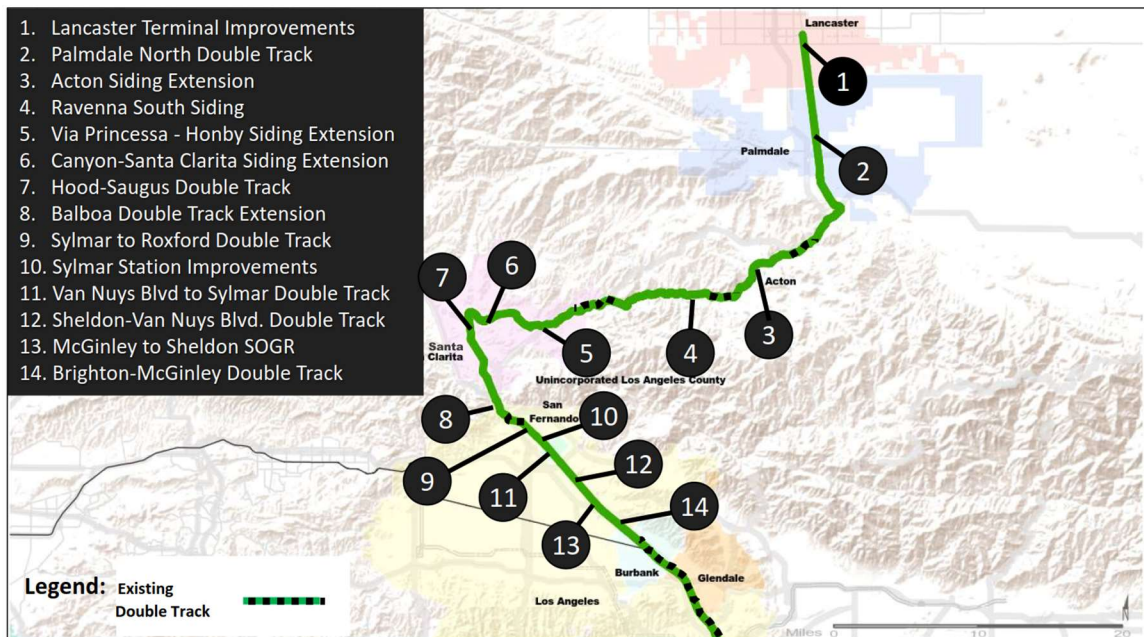 1. Lancaster Terminal Improvements
2. Palmdale North Double Track
3. Acton Siding Extension
4. Ravenna South Siding
5. Via Princessa - Honby Siding Extension
6. Canyon-Santa Clarita Siding Extension
7. Hood-Saugus Double Track
8. Balboa Double Track Extension
9. Sylmar to Roxford Double Track
10. Sylmar Station Improvements
11. Van Nuys Blvd to Sylmar Double Track
12. Sheldon-Van Nuys Blvd. Double Track
13. McGinley to Sheldon SOGR
14. Brighton-McGinley Double Track
Lancaster
1
Palmdale
2
7
6
Acton
3
5
4
Santa
Clarita
Unincorporated Los Angeles County
8
San
Fernando
10
9
11
12
13
14
Burbank
Glendale
Los Angeles
Legend: Existing
Double Track
N
Miles 0 10 20